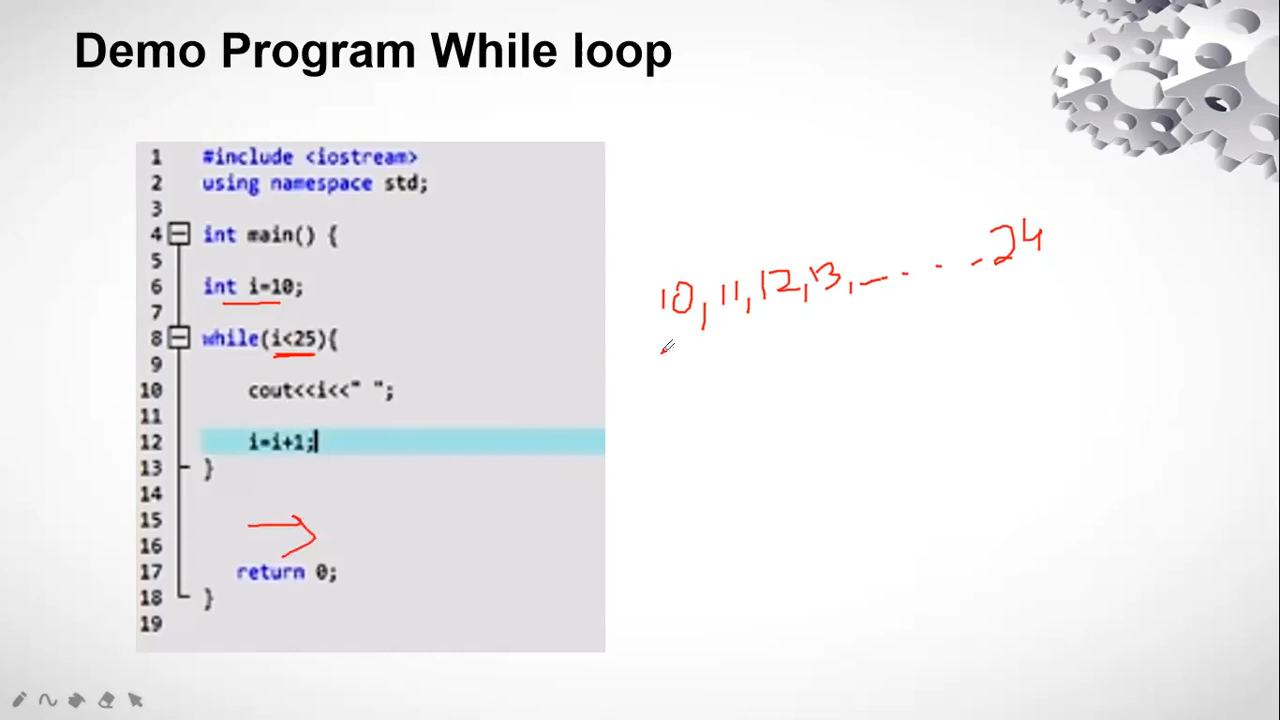 Demo Program While loop
1 #include <iostream>
2 using namespace std;
3
4 int main() {
5
6 int i=10;
7
8 while(i<25){
9
10 cout<<i<<" ";
11
12 i=i+1;
13 }
14
15
16
17 return 0;
18 }
19
10, 11, 12, 13, _ . . . - 24